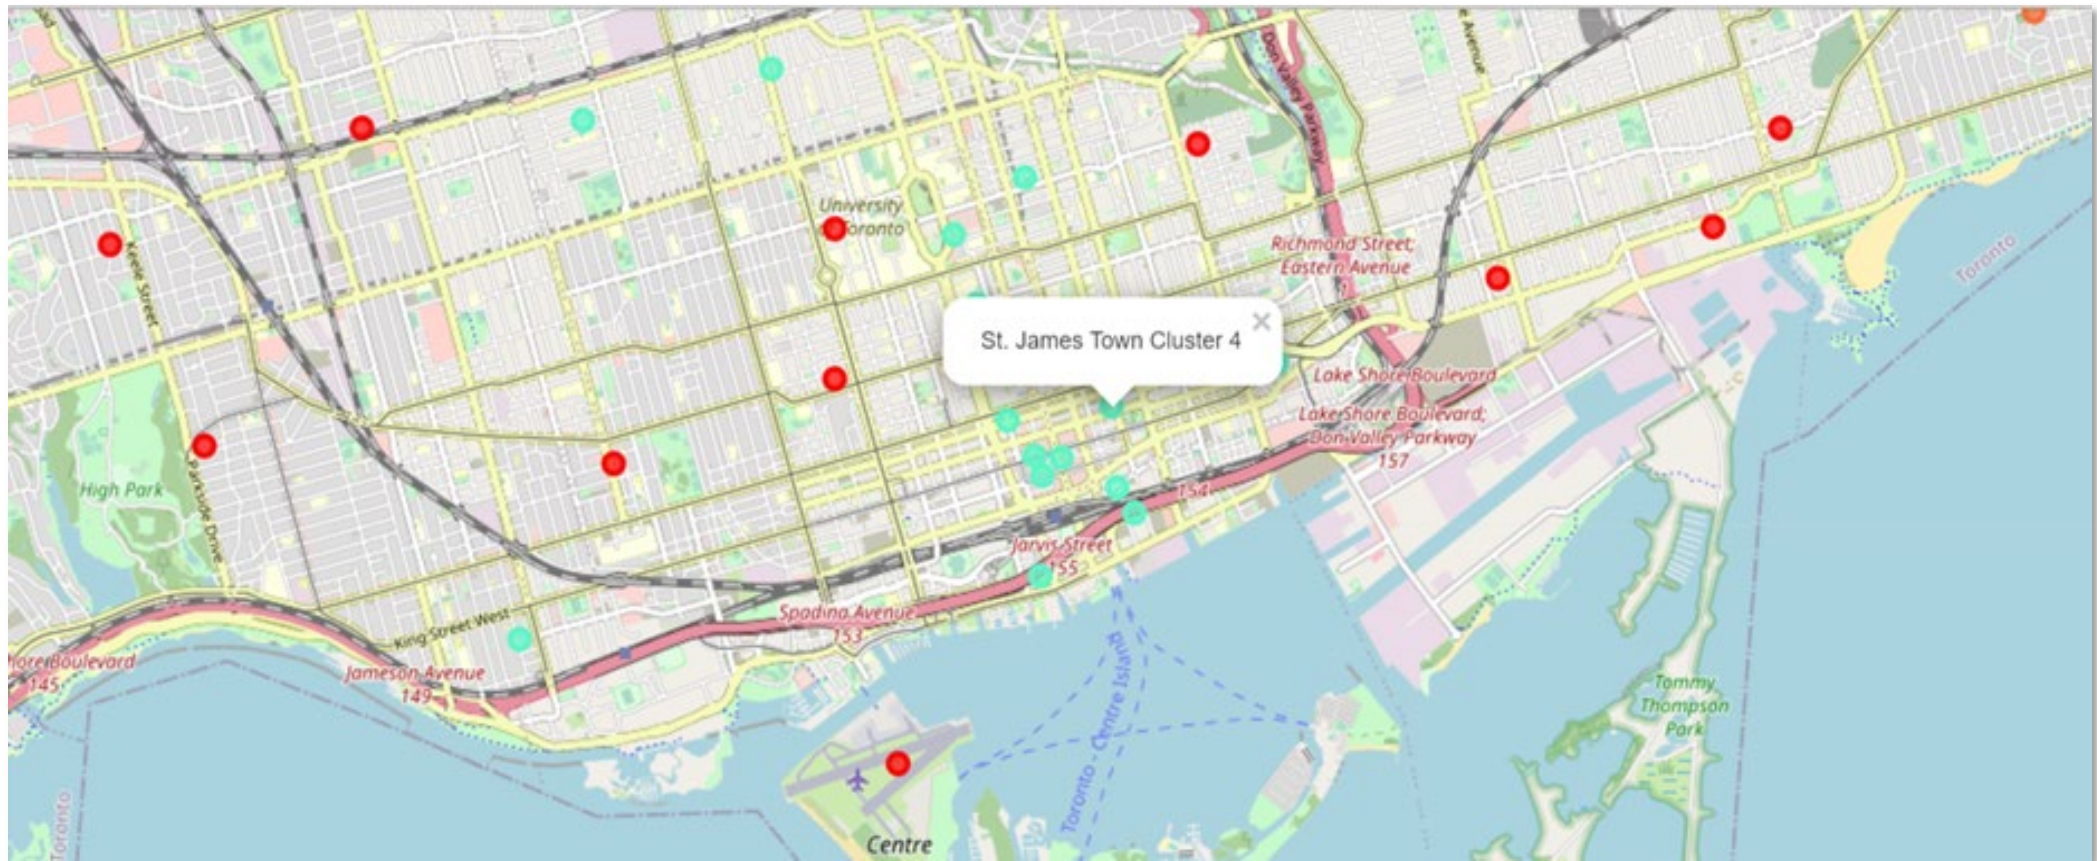 Don Valley Parkway
e Avenue
University
Toronto
Keele Street
Richmond Street;
Eastern Avenue
Toronto
St. James Town Cluster 4
×
Lake Shore Boulevard
Lake Shore Boulevard;
Don Valley Parkway
157
High Park
Parkside Drive
154
Jarvis Street
155
King Street West
Spadina Avenue
153
hore Boulevard
145
Jameson Avenue
149
Tommy
Thompson
Park
Toronto - Centre Island
Toronto
Centre